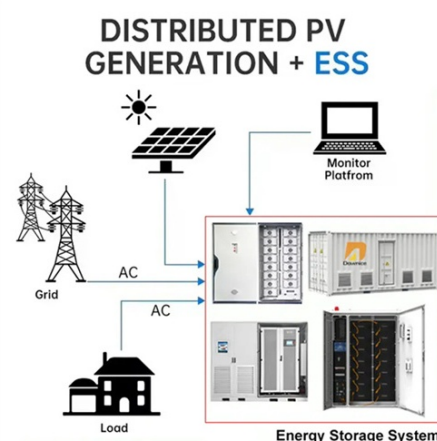 DISTRIBUTED PV
GENERATION + ESS
Monitor
Platfrom
AC
Grid
AC
Load
Energy Storage System